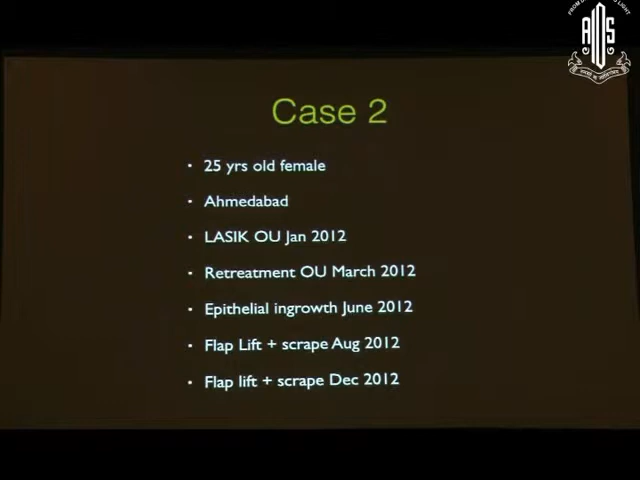 AIOS
Case 2
• 25 yrs old female
• Ahmedabad
• LASIK OU Jan 2012
• Retreatment OU March 2012
• Epithelial ingrowth June 2012
• Flap Lift + scrape Aug 2012
• Flap lift + scrape Dec 2012